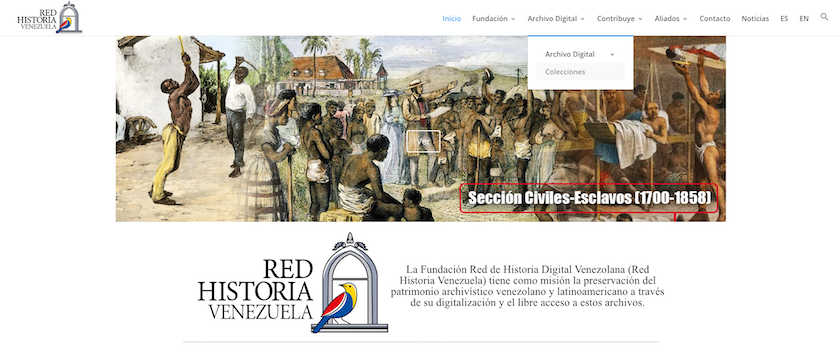 RED
HISTORIA
VENEZUELA
Inicio Fundación Archivo Digital Contribuye Aliados Contacto Noticias ES EN
Archivo Digital
Colecciones
Sección Civiles-Esclavos (1700-1858)
RED
HISTORIA
VENEZUELA
La Fundación Red de Historia Digital Venezolana (Red
Historia Venezuela) tiene como misión la preservación del
patrimonio archivístico venezolano y latinoamericano a través
de su digitalización y el libre acceso a estos archivos.